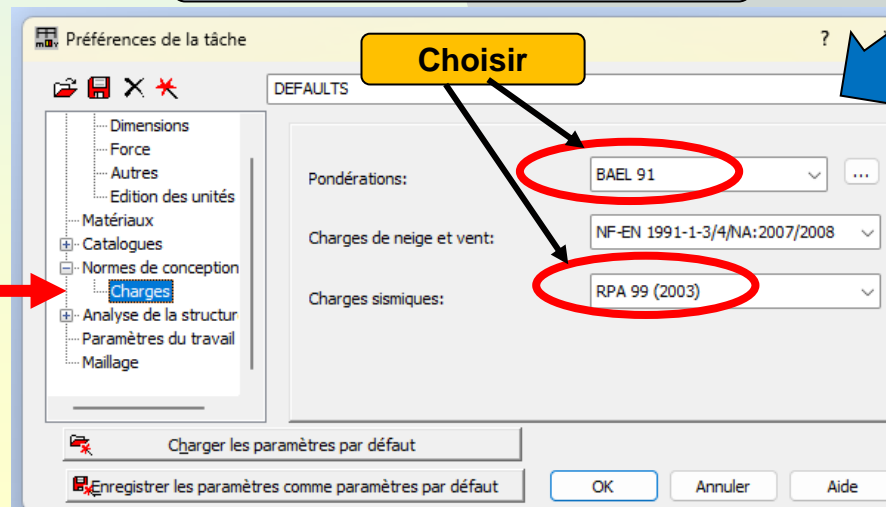 Préférences de la tâche
?
Choisir
DEFAULTS
Dimensions
Force
Autres
Edition des unités
Matériaux
Catalogues
Normes de conception
Charges
Analyse de la structur
Paramètres du travail
Maillage
Pondérations:
BAEL 91
...
Charges de neige et vent:
NF-EN 1991-1-3/4/NA:2007/2008
Charges sismiques:
RPA 99 (2003)
Charger les paramètres par défaut
Enregistrer les paramètres comme paramètres par défaut
OK
Annuler
Aide